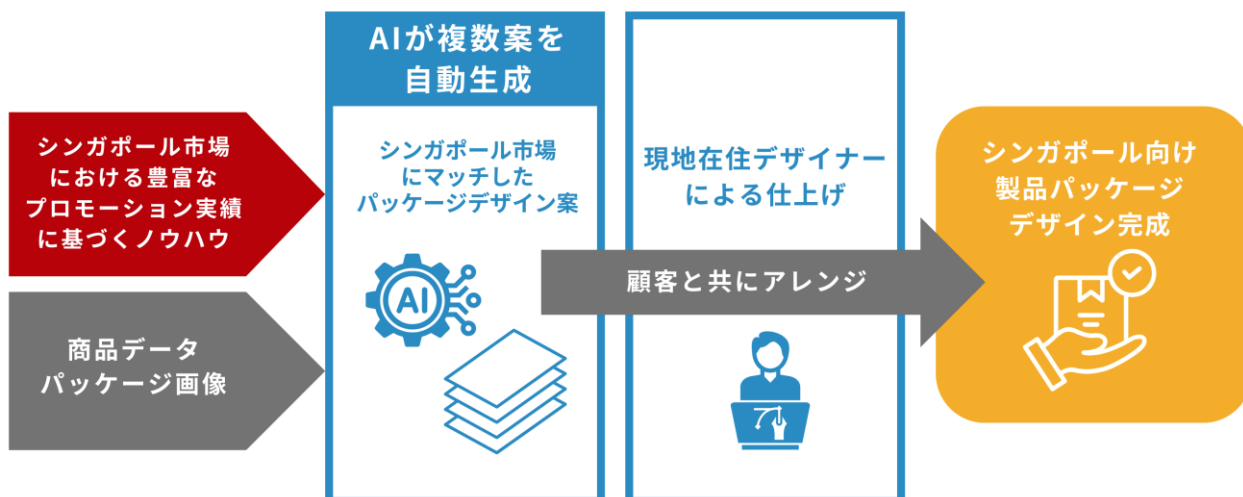 シンガポール市場
における豊富な
プロモーション実績
に基づくノウハウ
商品データ
パッケージ画像
AIが複数案を
自動生成
シンガポール市場
にマッチした
パッケージデザイン案
AI
現地在住デザイナー
による仕上げ
顧客と共にアレンジ
シンガポール向け
製品パッケージ
デザイン完成